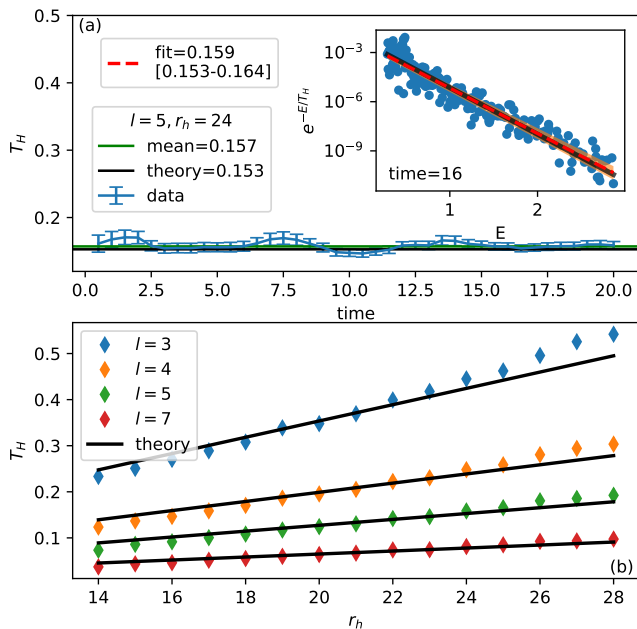 (a)
fit=0.159
[0.153-0.164]
l = 5, r_h = 24
mean=0.157
theory=0.153
data
T_H
0.5
0.4
0.3
0.2
0.0
2.5
5.0
7.5
10.0
12.5
15.0
17.5
20.0
time
e^{-E/T_H}
10^{-3}
10^{-6}
10^{-9}
time=16
1
2
E
l = 3
l = 4
l = 5
l = 7
theory
T_H
0.5
0.4
0.3
0.2
0.1
14
16
18
20
22
24
26
28
r_h
(b)